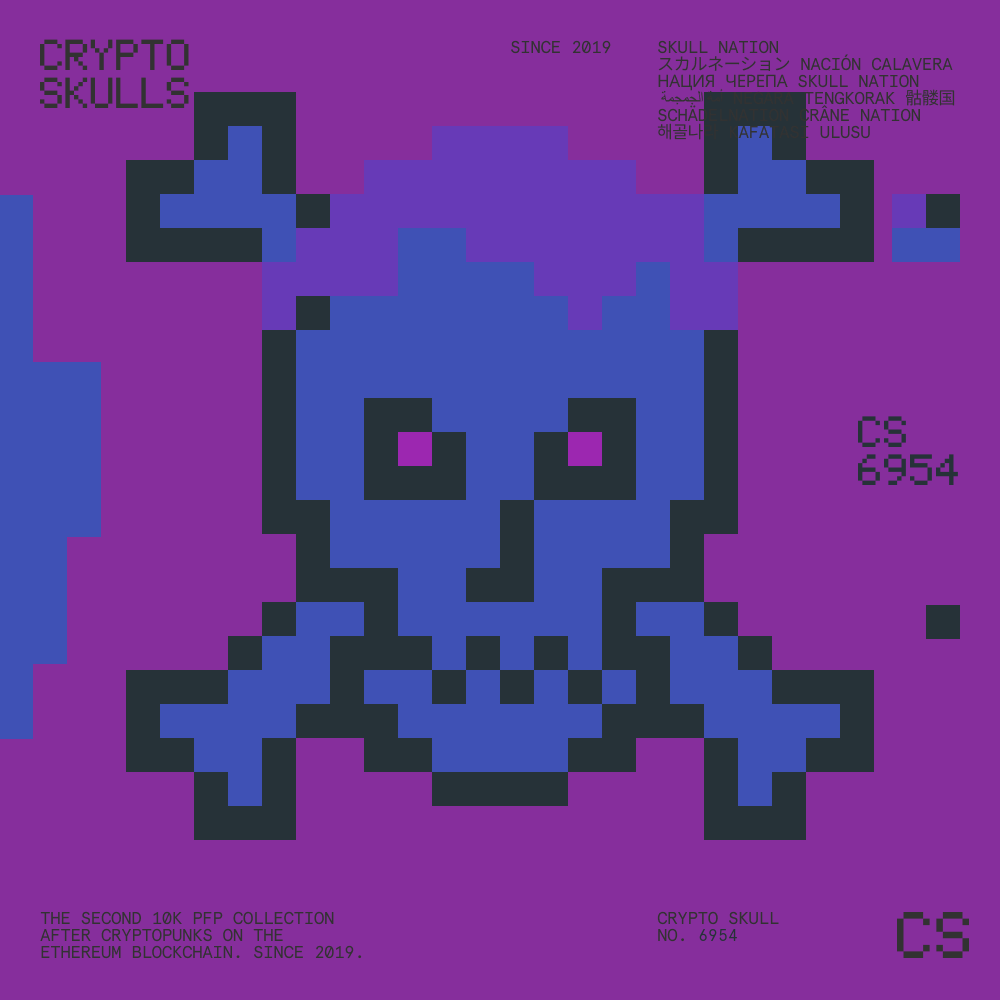 CRYPTO
SKULLS
SINCE 2019
SKULL NATION
スカルネーション NACIÓN CALAVERA
НАЦИЯ ЧЕРЕПА SKULL NATION
TENGKORAK 骷髅国
CRÂNE NATION
해골나 ULUSU
CS
6954
THE SECOND 10K PFP COLLECTION
AFTER CRYPTOPUNKS ON THE
ETHEREUM BLOCKCHAIN. SINCE 2019.
CRYPTO SKULL
NO. 6954
CS